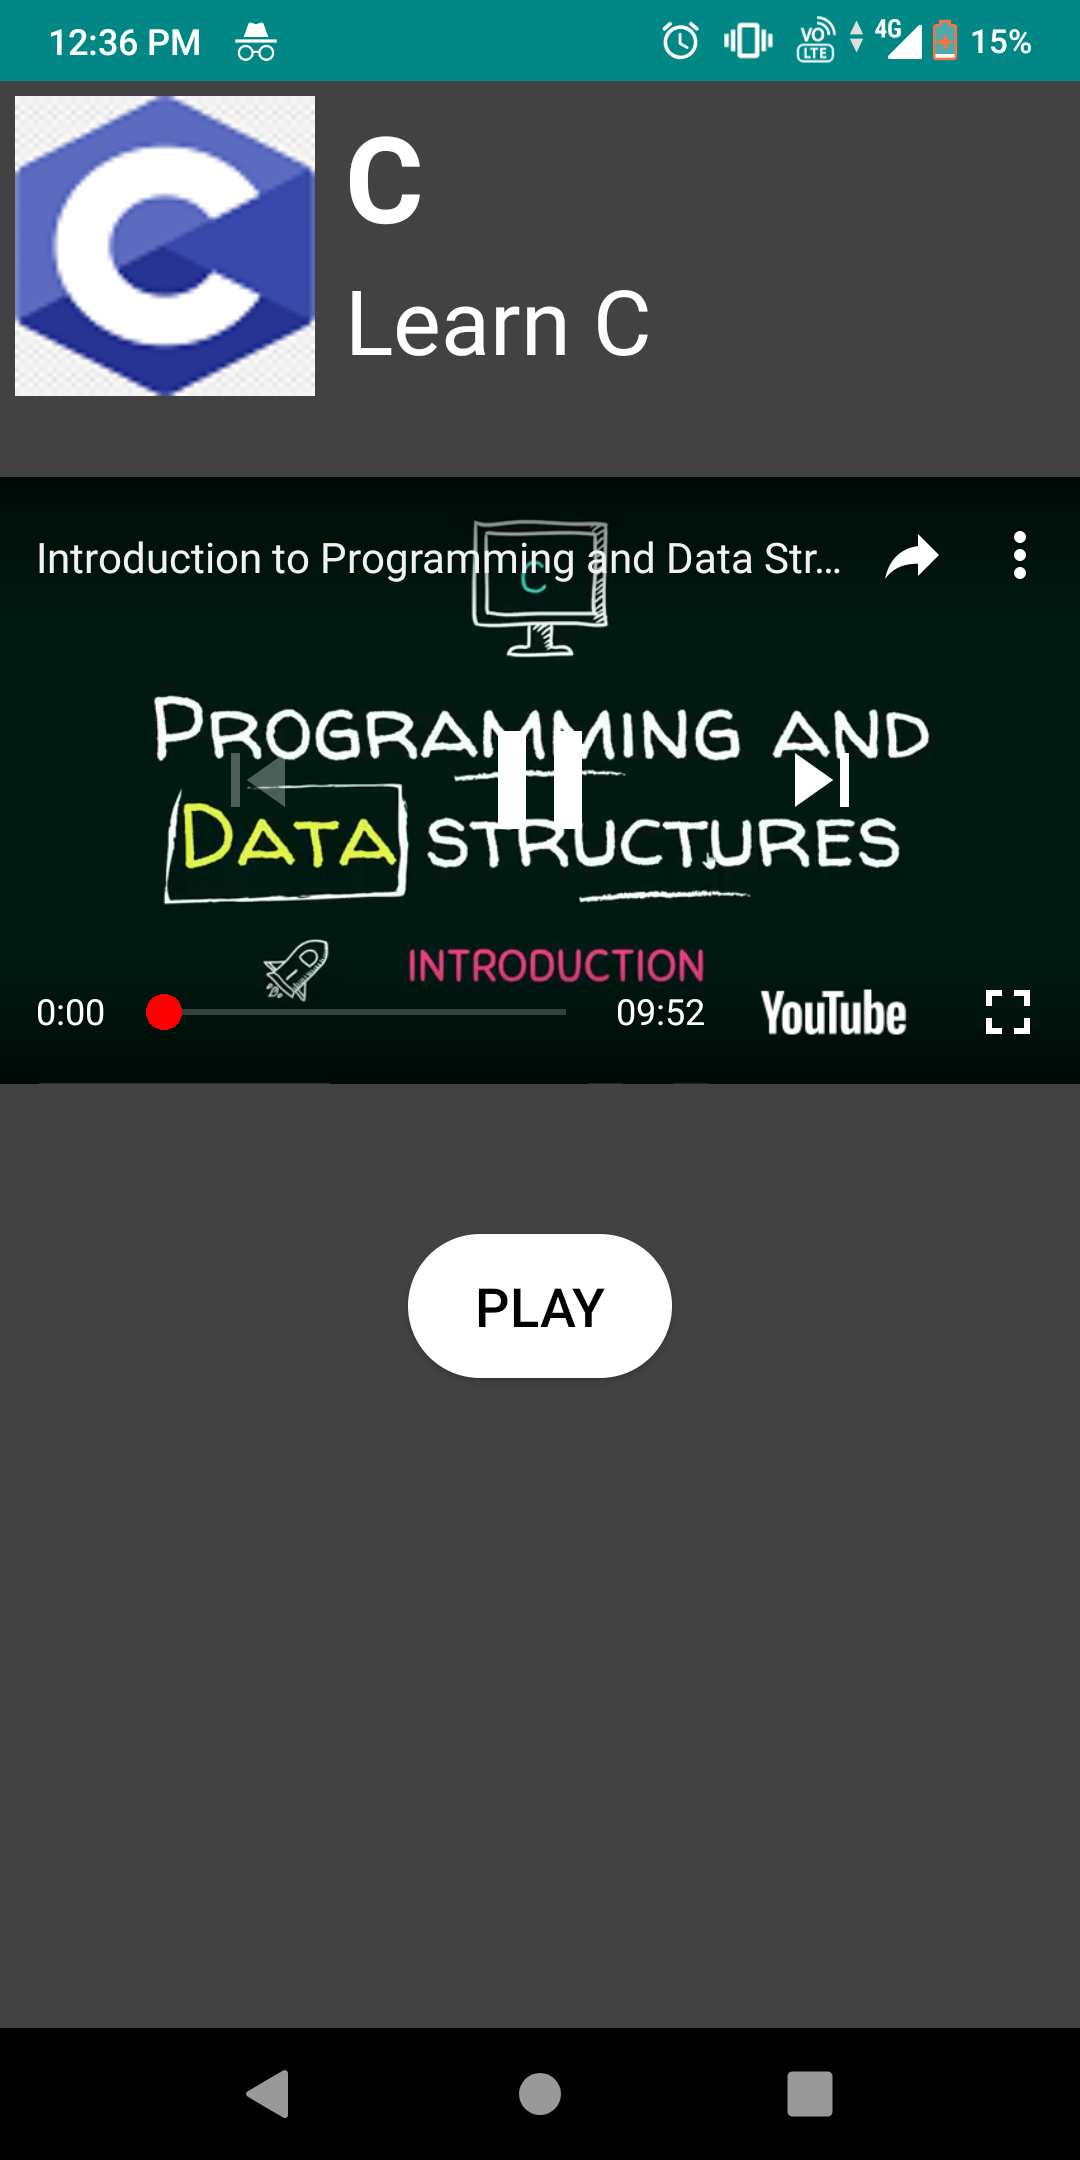 12:36 PM
VO LTE 4G 15%
C
Learn C
Introduction to Programming and Data Str...
C
PROGRAMMING AND
DATA STRUCTURES
INTRODUCTION
0:00 09:52 YouTube
PLAY